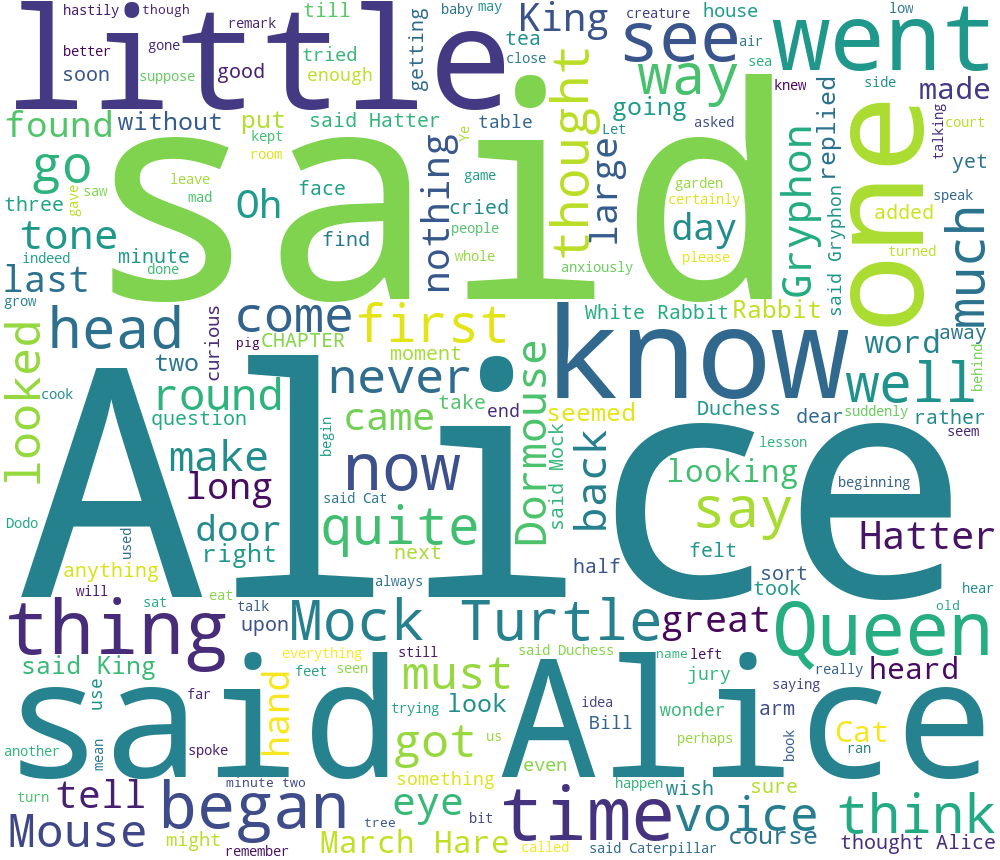 little
hastily
though
better
gone
remark
soon
suppose
good
till
tried
enough
baby
may
getting
tea
close
King
creature
house
see
air
sea
low
went
way
knew
side
made
found
without
put
said Hatter
table
thought
Let
going
asked
replied
one
talking
court
yet
said
go
kept
Ye
room
nothing
large
Gryphon
three
saw
gave
leave
mad
Oh
face
game
cried
people
garden
certainly
day
added
speak
much
tone
indeed
minute
done
find
whole
anxiously
please
said Gryphon
turned
last
grow
head
come
first
White Rabbit
Rabbit
away
curious
pig
CHAPTER
know
word
behind
looked
two
moment
never
Dormouse
well
cook
round
question
came
take
end
seemed
Duchess
dear
suddenly
rather
seem
begin
Alice
make
long
now
said Cat
said Mock
back
looking
lesson
beginning
say
Dodo
used
door
right
quite
next
felt
Hatter
anything
will
always
half
sort
took
hear
thing
sat
eat
talk
upon
Mock Turtle
great
Queen
old
said King
everything
feet
seen
still
said Duchess
name
left
really
heard
said Alice
use
far
hand
must
trying
look
idea
Bill
jury
wonder
saying
arm
another
mean
spoke
got
us
perhaps
book
Cat
ran
turn
tell
minute two
something
even
happen
wish
sure
Mouse
began
eye
bit
time
voice
think
might
remember
tree
March Hare
called
said Caterpillar
course
thought Alice